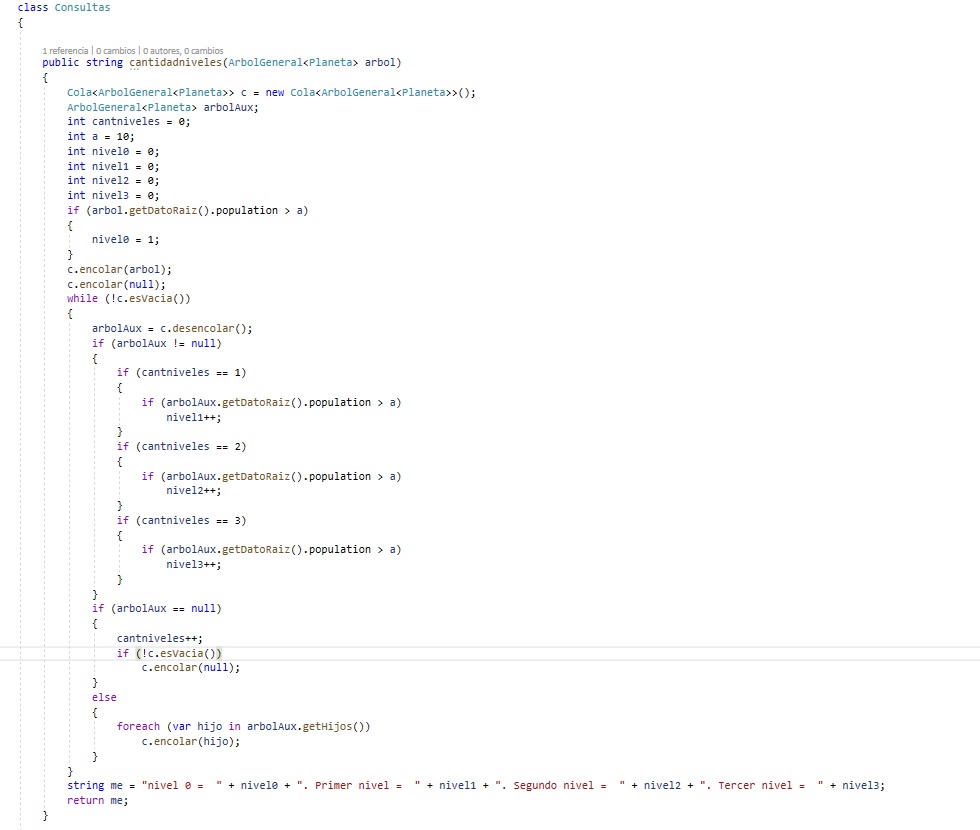 class Consultas
{
1 referencia | 0 cambios | 0 autores, 0 cambios
public string cantidadniveles(ArbolGeneral<Planeta> arbol)
{
Cola<ArbolGeneral<Planeta>> c = new Cola<ArbolGeneral<Planeta>>();
ArbolGeneral<Planeta> arbolAux;
int cantniveles = 0;
int a = 10;
int nivel0 = 0;
int nivel1 = 0;
int nivel2 = 0;
int nivel3 = 0;
if (arbol.getDatoRaiz().population > a)
{
nivel0 = 1;
}
c.encolar(arbol);
c.encolar(null);
while (!c.esVacia())
{
arbolAux = c.desencolar();
if (arbolAux != null)
{
if (cantniveles == 1)
{
if (arbolAux.getDatoRaiz().population > a)
nivel1++;
}
if (cantniveles == 2)
{
if (arbolAux.getDatoRaiz().population > a)
nivel2++;
}
if (cantniveles == 3)
{
if (arbolAux.getDatoRaiz().population > a)
nivel3++;
}
}
if (arbolAux == null)
{
cantniveles++;
if (!c.esVacia())
c.encolar(null);
}
else
{
foreach (var hijo in arbolAux.getHijos())
c.encolar(hijo);
}
}
string me = "nivel 0 =  " + nivel0 + ". Primer nivel =  " + nivel1 + ". Segundo nivel =  " + nivel2 + ". Tercer nivel =  " + nivel3;
return me;
}